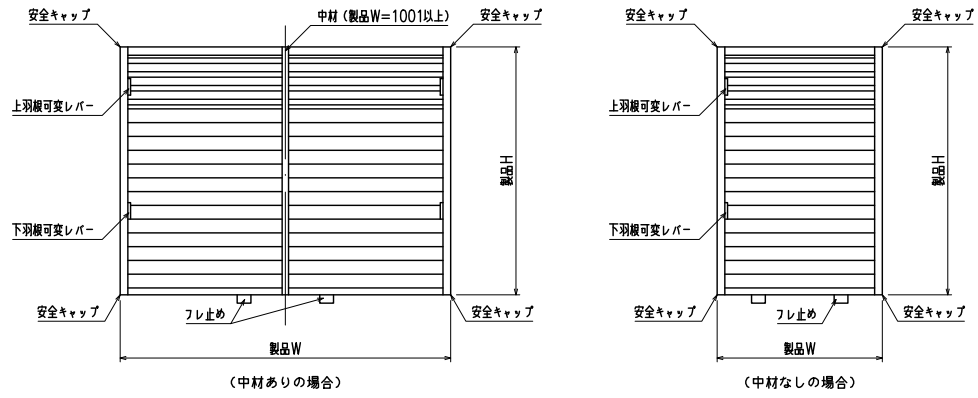 安全キャップ
中材（製品W＝1001以上）
安全キャップ
上羽根可変レバー
製品H
下羽根可変レバー
安全キャップ
フレ止め
安全キャップ
製品W
（中材ありの場合）
安全キャップ
安全キャップ
上羽根可変レバー
製品H
下羽根可変レバー
安全キャップ
フレ止め
安全キャップ
製品W
（中材なしの場合）